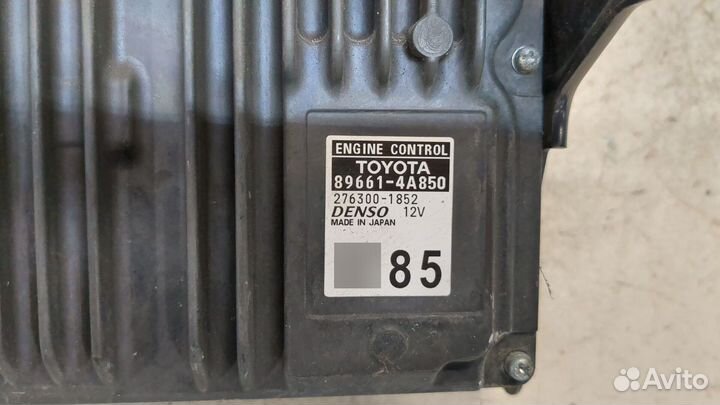 ENGINE CONTROL
TOYOTA
89661-4A850
276300-1852
DENSO 12V
MADE IN JAPAN
85
Avito